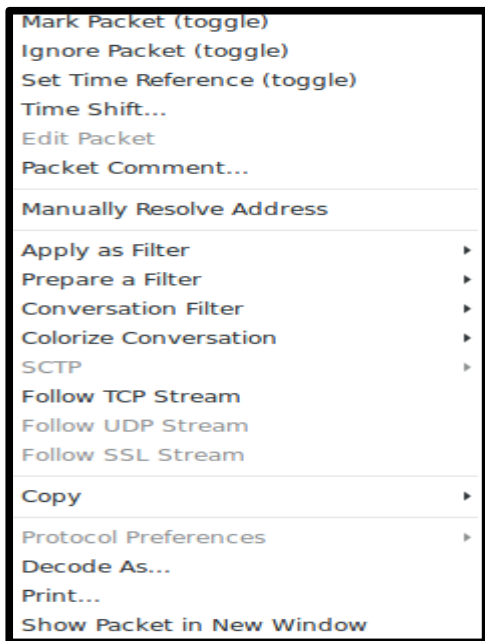 Mark Packet (toggle)
Ignore Packet (toggle)
Set Time Reference (toggle)
Time Shift...
Edit Packet
Packet Comment...
Manually Resolve Address
Apply as Filter
Prepare a Filter
Conversation Filter
Colorize Conversation
SCTP
Follow TCP Stream
Follow UDP Stream
Follow SSL Stream
Copy
Protocol Preferences
Decode As...
Print...
Show Packet in New Window